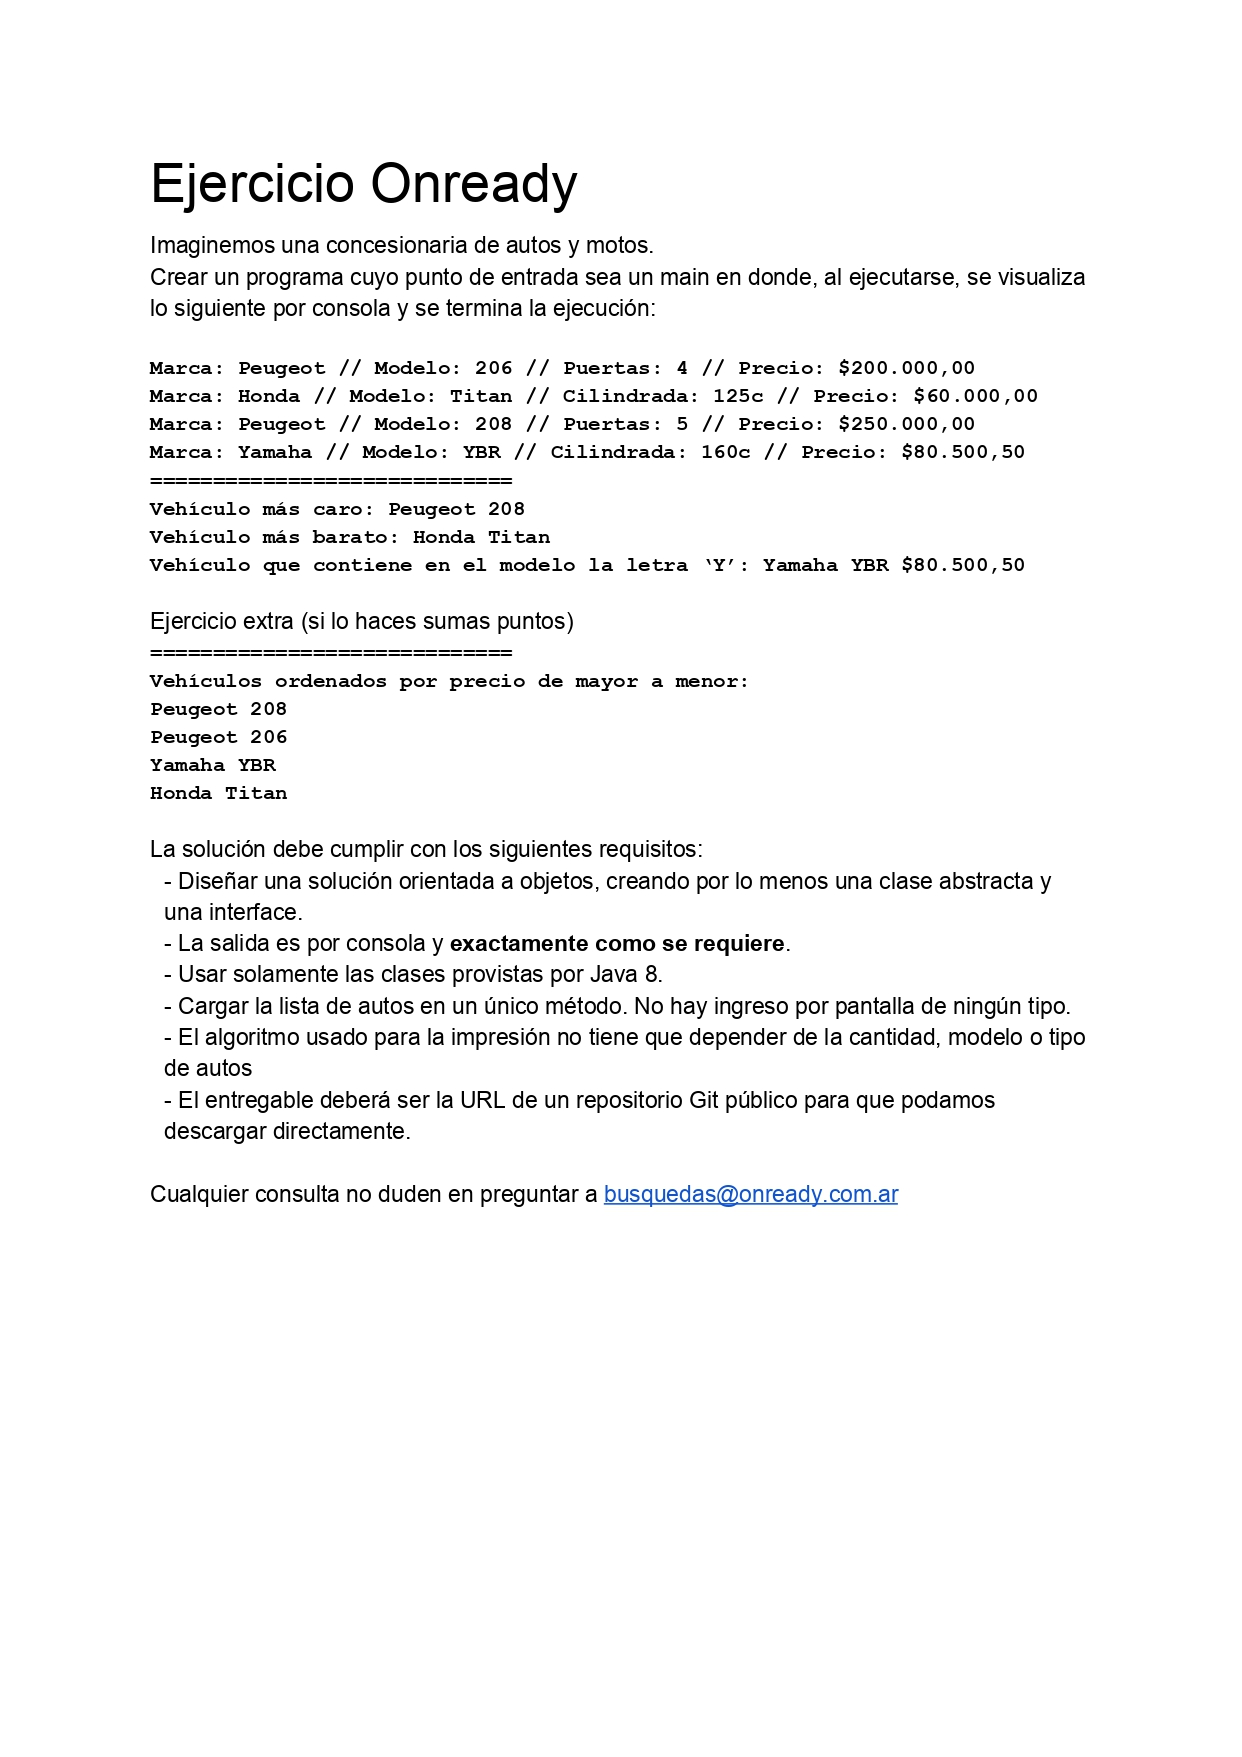 Ejercicio Onready
Imaginemos una concesionaria de autos y motos.
Crear un programa cuyo punto de entrada sea un main en donde, al ejecutarse, se visualiza
lo siguiente por consola y se termina la ejecución:
Marca: Peugeot // Modelo: 206 // Puertas: 4 // Precio: $200.000,00
Marca: Honda // Modelo: Titan // Cilindrada: 125c // Precio: $60.000,00
Marca: Peugeot // Modelo: 208 // Puertas: 5 // Precio: $250.000,00
Marca: Yamaha // Modelo: YBR // Cilindrada: 160c // Precio: $80.500,50
=============================
Vehículo más caro: Peugeot 208
Vehículo más barato: Honda Titan
Vehículo que contiene en el modelo la letra ‘Y’: Yamaha YBR $80.500,50
Ejercicio extra (si lo haces sumas puntos)
=============================
Vehículos ordenados por precio de mayor a menor:
Peugeot 208
Peugeot 206
Yamaha YBR
Honda Titan
La solución debe cumplir con los siguientes requisitos:
- Diseñar una solución orientada a objetos, creando por lo menos una clase abstracta y
una interface.
- La salida es por consola y exactamente como se requiere.
- Usar solamente las clases provistas por Java 8.
- Cargar la lista de autos en un único método. No hay ingreso por pantalla de ningún tipo.
- El algoritmo usado para la impresión no tiene que depender de la cantidad, modelo o tipo
de autos
- El entregable deberá ser la URL de un repositorio Git público para que podamos
descargar directamente.
Cualquier consulta no duden en preguntar a busquedas@onready.com.ar